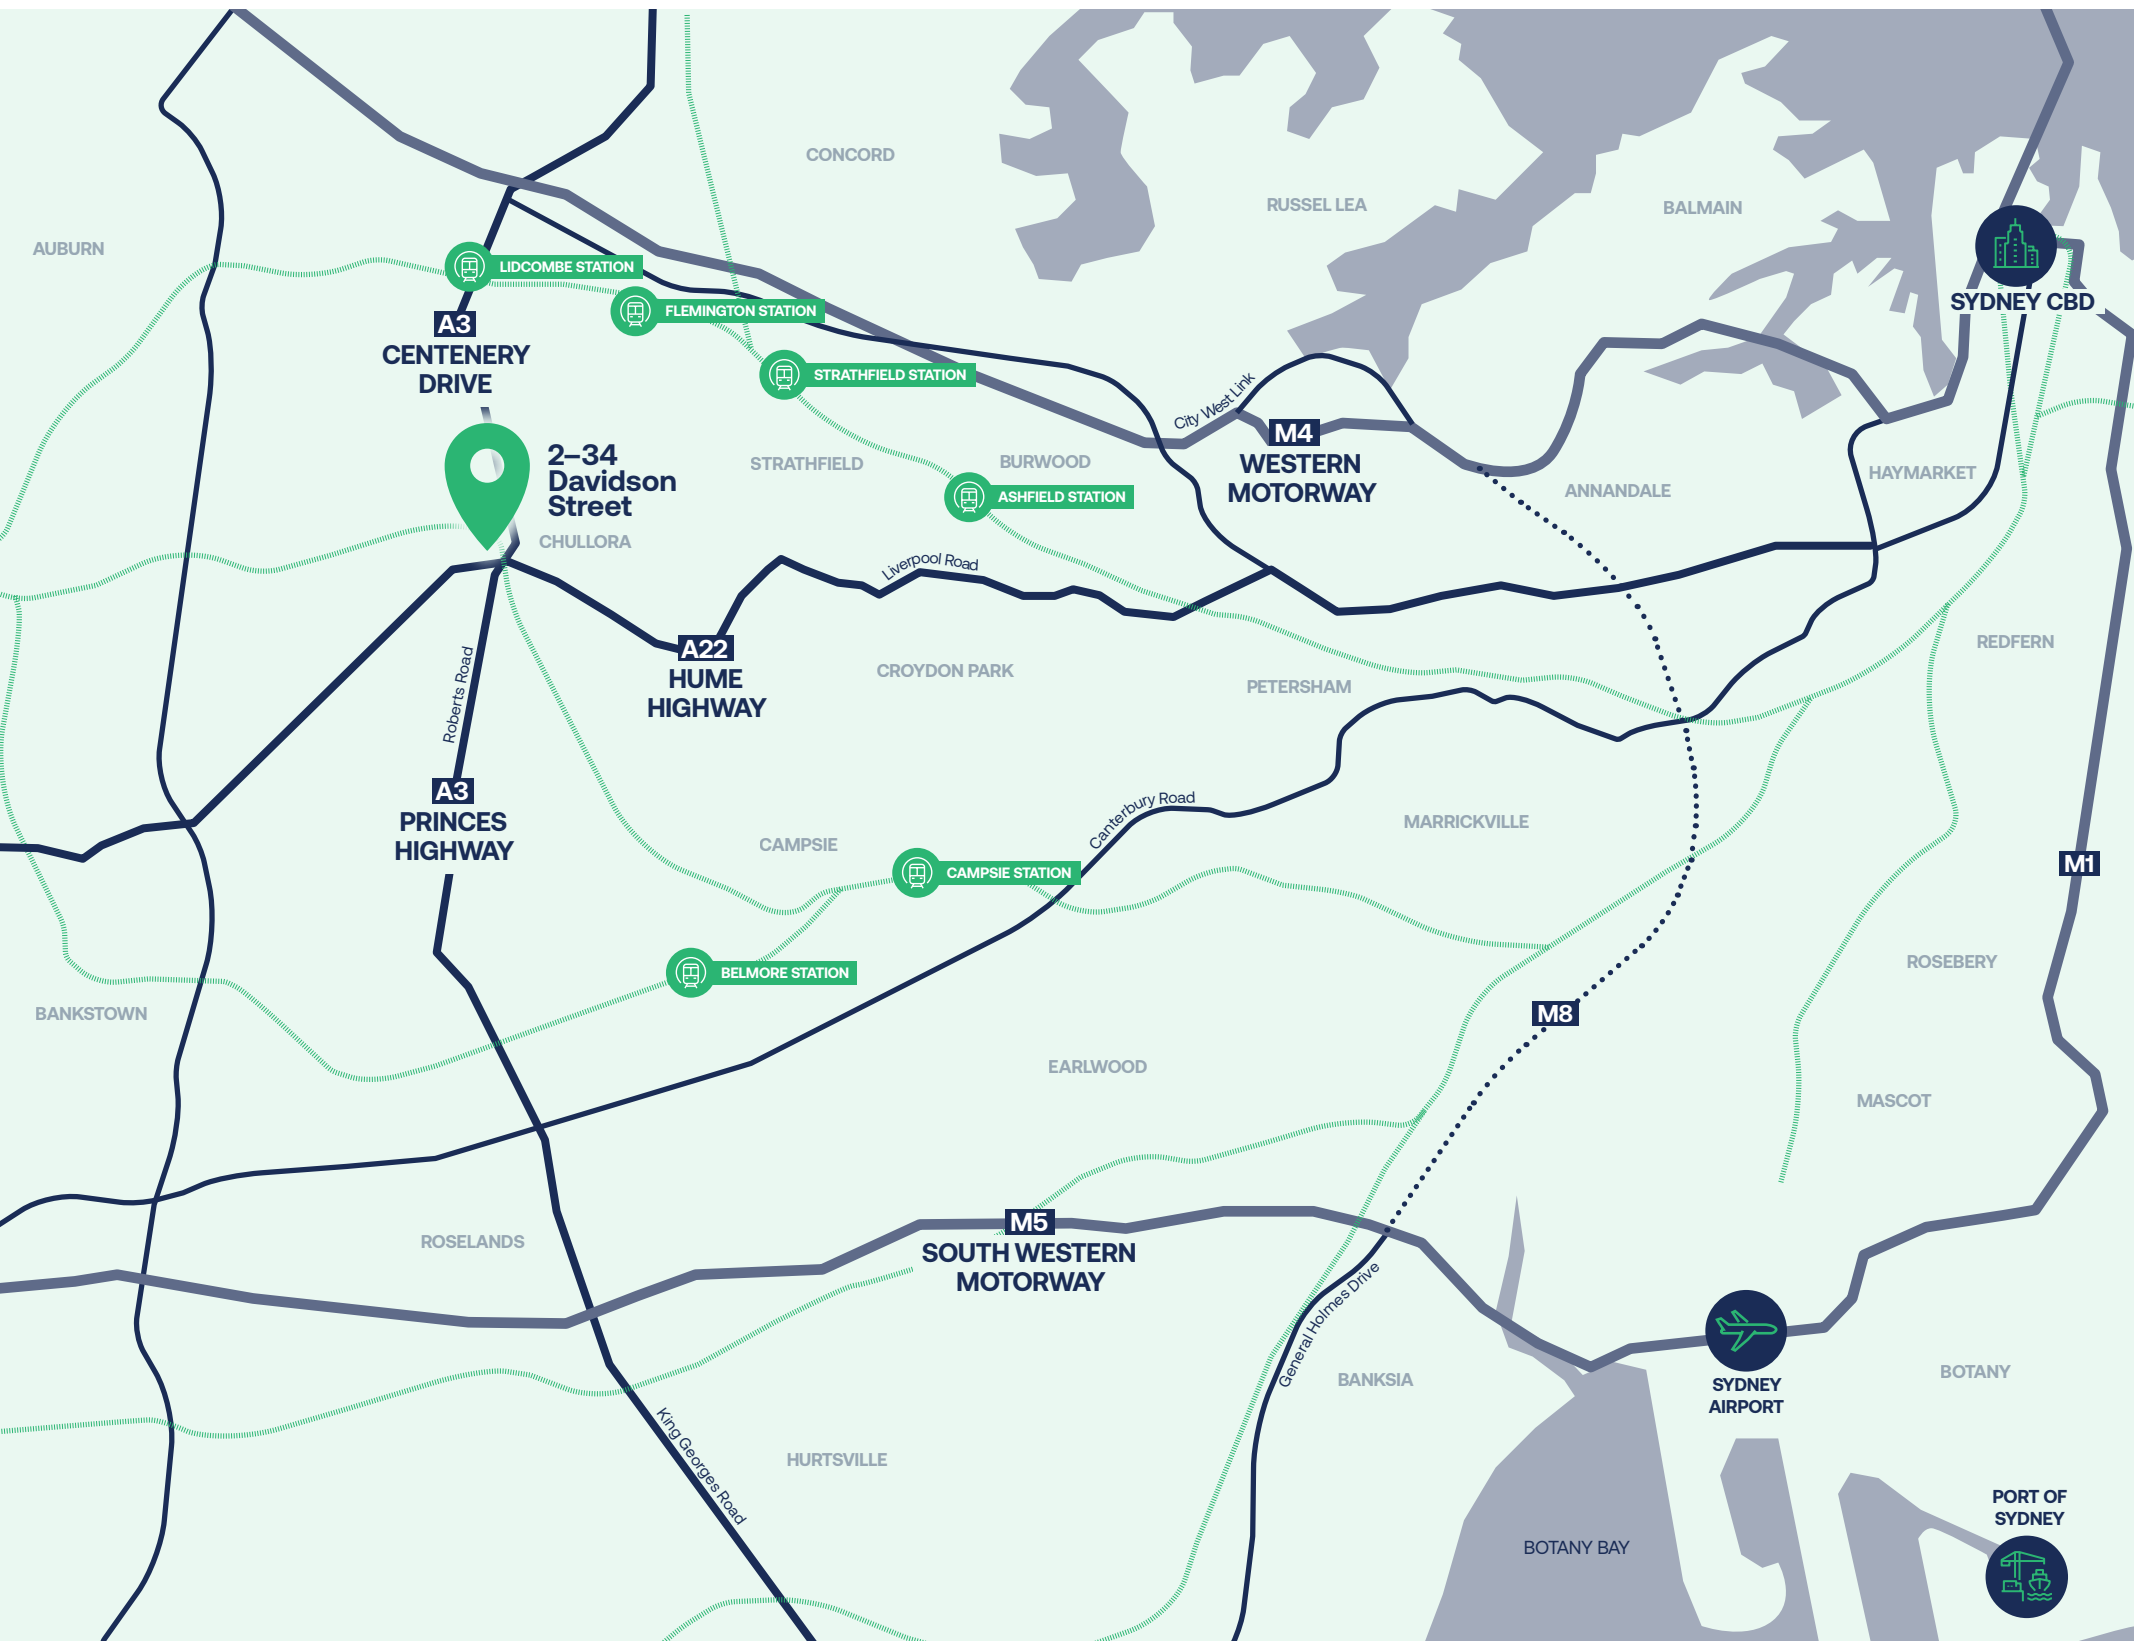 CONCORD
RUSSEL LEA
BALMAIN
AUBURN
LIDCOMBE STATION
FLEMINGTON STATION
SYDNEY CBD
A3
CENTENERY
DRIVE
STRATHFIELD STATION
City West Link
M4
WESTERN
MOTORWAY
2–34
Davidson
Street
CHULLORA
STRATHFIELD
BURWOOD
ASHFIELD STATION
ANNANDALE
HAYMARKET
Liverpool Road
A22
HUME
HIGHWAY
CROYDON PARK
PETERSHAM
REDFERN
Roberts Road
A3
PRINCES
HIGHWAY
CAMPSIE
CAMPSIE STATION
Canterbury Road
MARRICKVILLE
M1
BELMORE STATION
ROSEBERY
BANKSTOWN
M8
EARLWOOD
MASCOT
ROSELANDS
M5
SOUTH WESTERN
MOTORWAY
General Holmes Drive
BANKSIA
SYDNEY
AIRPORT
BOTANY
King Georges Road
HURTSVILLE
BOTANY BAY
PORT OF
SYDNEY